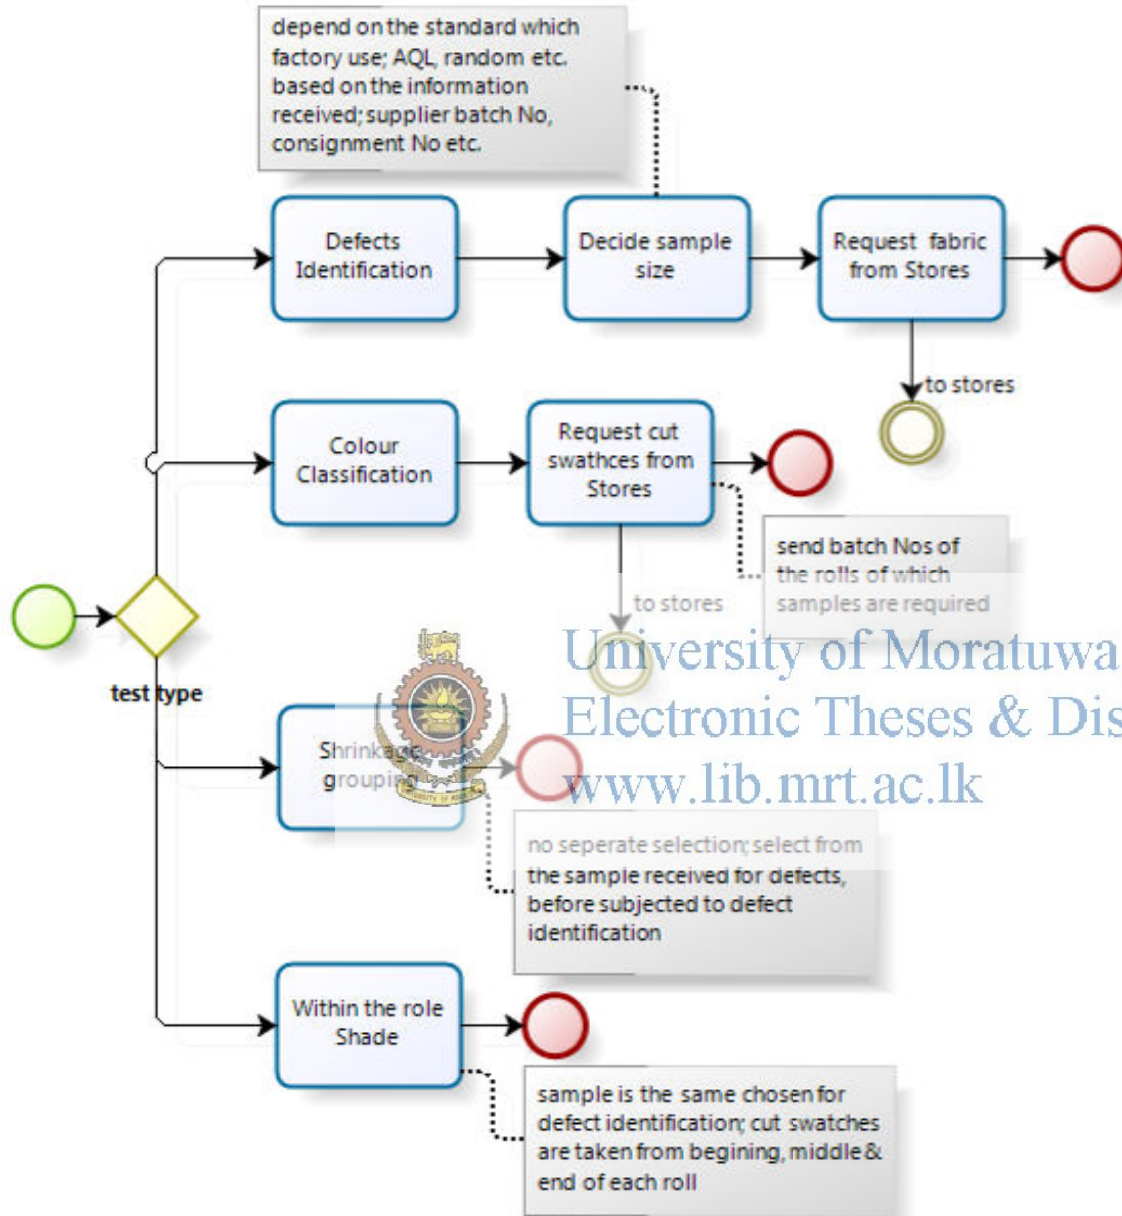 depend on the standard which
factory use; AQL, random etc.
based on the information
received; supplier batch No,
consignment No etc.
Defects
Identification
Decide sample
size
Request fabric
from Stores
to stores
Colour
Classification
Request cut
swathces from
Stores
send batch Nos of
the rolls of which
samples are required
to stores
test type
University of Moratuwa
Electronic Theses & Dis
www.lib.mrt.ac.lk
Shrinkage
grouping
no seperate selection; select from
the sample received for defects,
before subjected to defect
identification
Within the role
Shade
sample is the same chosen for
defect identification; cut swatches
are taken from begining, middle &
end of each roll